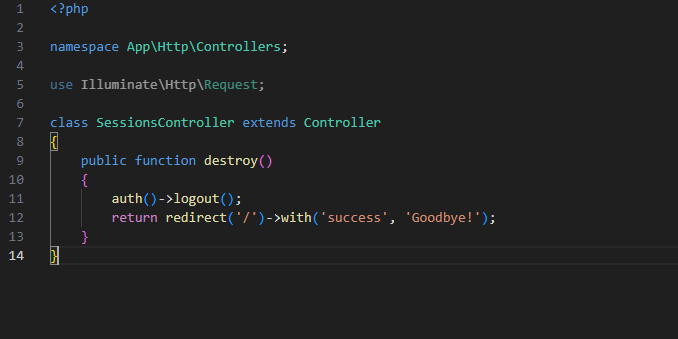 1 <?php
2
3 namespace App\Http\Controllers;
4
5 use Illuminate\Http\Request;
6
7 class SessionsController extends Controller
8 {
9     public function destroy()
10     {
11         auth()->logout();
12         return redirect('/')->with('success', 'Goodbye!');
13     }
14 }